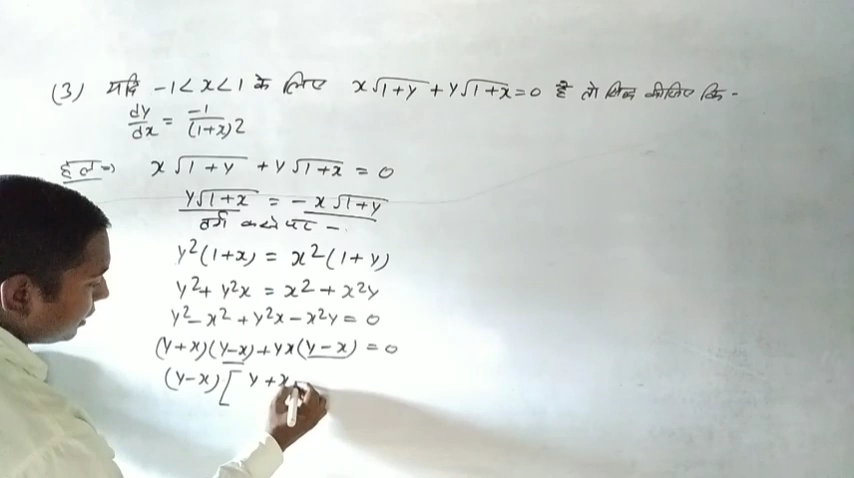 (3) यदि -1 < x < 1 के लिए x√1+y + y√1+x = 0 है तो सिद्ध कीजिए कि -
dy/dx = -1/(1+x)2
हल ⇒ x√1+y + y√1+x = 0
y√1+x = -x√1+y
वर्ग करने पर -
y²(1+x) = x²(1+y)
y² + y²x = x² + x²y
y² - x² + y²x - x²y = 0
(y+x)(y-x) + yx(y-x) = 0
(y-x)[ y + x